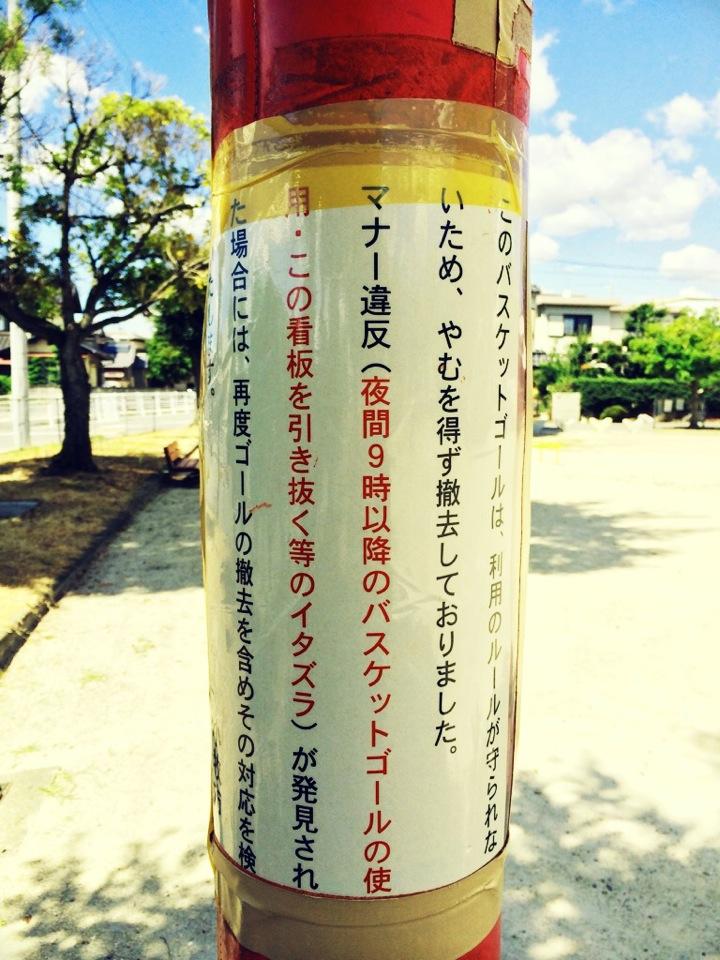 このバスケットゴールは、利用のルールが守られな
いため、やむを得ず撤去しておりました。
マナー違反（夜間9時以降のバスケットゴールの使
用・この看板を引き抜く等のイタズラ）が発見され
た場合には、再度ゴールの撤去を含めその対応を検
たします。